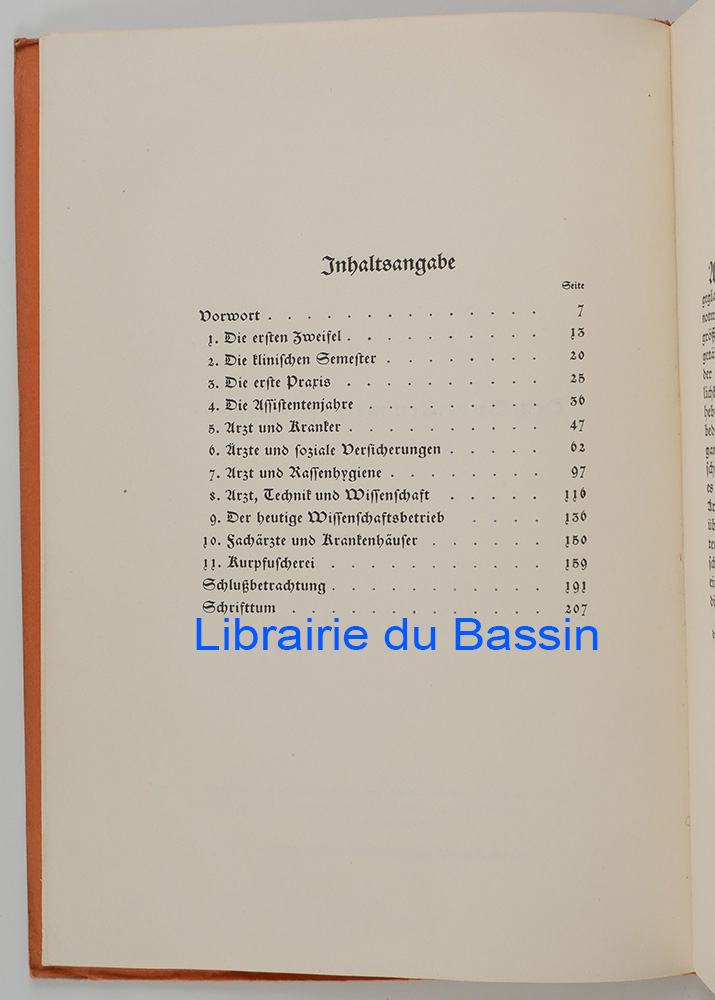 Inhaltsangabe
Seite
Vorwort . . . . . . . . . . . . . 7
1. Die ersten Zweifel . . . . . . . . . . 13
2. Die klinischen Semester . . . . . . . . 20
3. Die erste Praxis . . . . . . . . . 25
4. Die Assistentenjahre . . . . . . . . 36
5. Arzt und Kranker . . . . . . . . . 47
6. Ärzte und soziale Versicherungen . . . . . 62
7. Arzt und Rassenhygiene . . . . . . . 97
8. Arzt, Technik und Wissenschaft . . . . . 116
9. Der heutige Wissenschaftsbetrieb . . . . 136
10. Fachärzte und Krankenhäuser . . . . . 150
11. Kurpfuscherei . . . . . . . . . . 159
Schlußbetrachtung . . . . . . . . . . 191
Schrifttum . . . . . . . . . . . 207
Librairie du Bassin